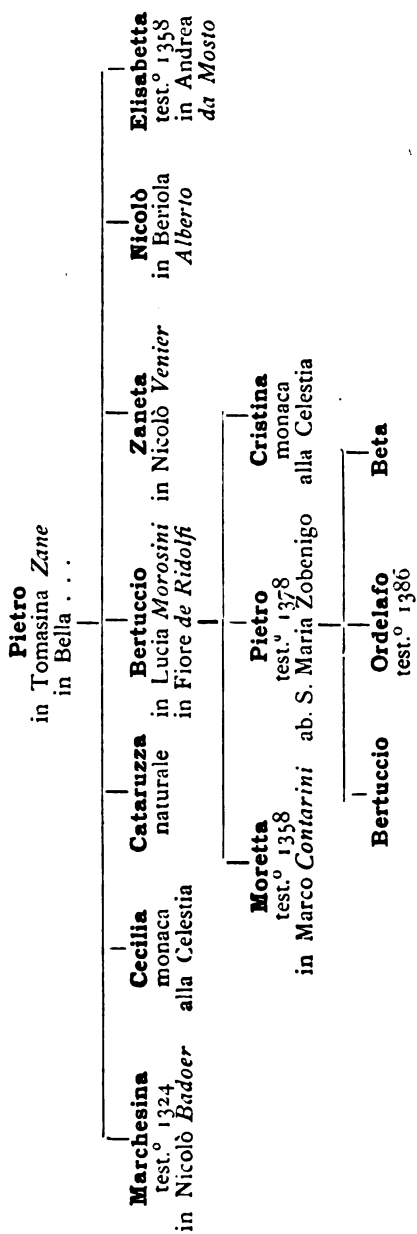 Pietro
in Tomasina Zane
in Bella . . .
Marchesina
test.º 1324
in Nicolò Badoer
Cecilia
monaca
alla Celestia
Cataruzza
naturale
Bertuccio
in Lucia Morosini
in Fiore de Ridolfi
Zaneta
in Nicolò Venier
Nicolò
in Beriola
Alberto
Elisabetta
test.º 1358
in Andrea
da Mosto
Moretta
test.º 1358
in Marco Contarini
Pietro
test.º 1378
ab. S. Maria Zobenigo
Cristina
monaca
alla Celestia
Bertuccio
Ordelafo
test.º 1386
Beta